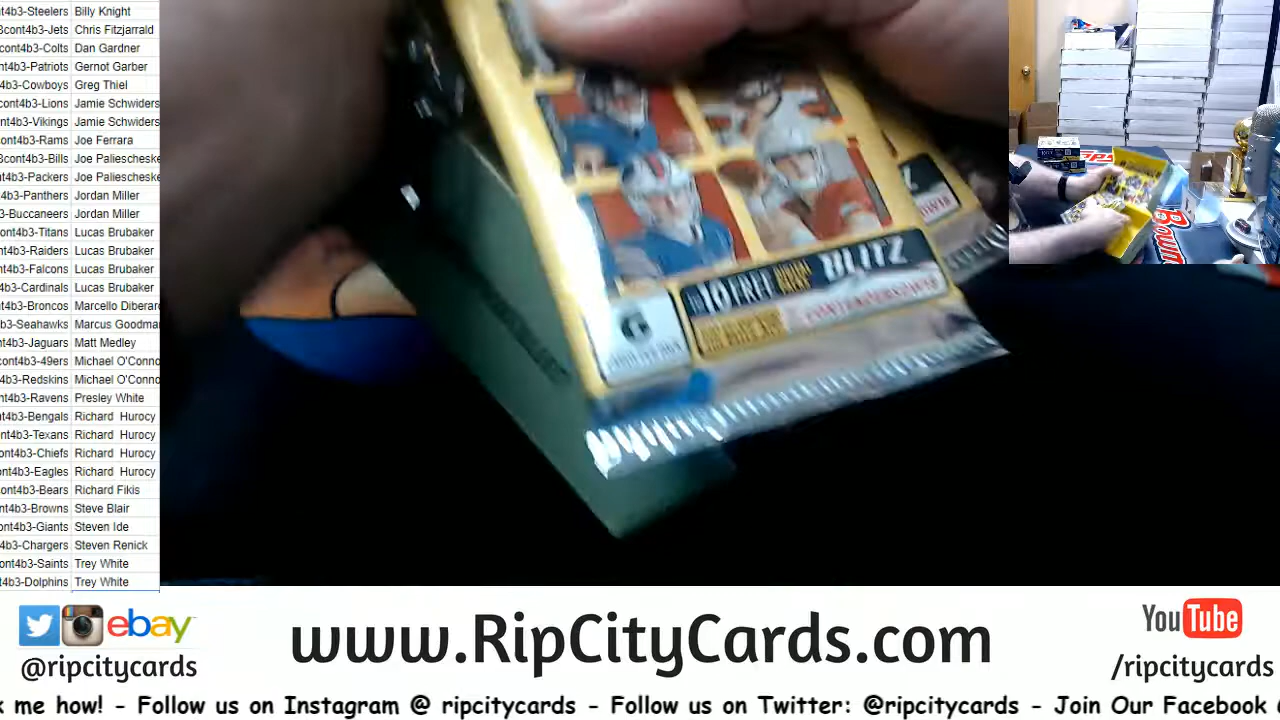 nt4b3-Steelers Billy Knight
3cont4b3-Jets Chris Fitzjarrald
cont4b3-Colts Dan Gardner
nt4b3-Patriots Gernot Garber
4b3-Cowboys Greg Thiel
cont4b3-Lions Jamie Schwiders
nt4b3-Vikings Jamie Schwiders
ont4b3-Rams Joe Ferrara
3cont4b3-Bills Joe Paliescheske
nt4b3-Packers Joe Paliescheske
t4b3-Panthers Jordan Miller
3-Buccaneers Jordan Miller
ont4b3-Titans Lucas Brubaker
nt4b3-Raiders Lucas Brubaker
nt4b3-Falcons Lucas Brubaker
4b3-Cardinals Lucas Brubaker
nt4b3-Broncos Marcello Diberar
b3-Seahawks Marcus Goodma
t4b3-Jaguars Matt Medley
cont4b3-49ers Michael O'Conno
4b3-Redskins Michael O'Conno
nt4b3-Ravens Presley White
nt4b3-Bengals Richard Hurocy
ont4b3-Texans Richard Hurocy
nt4b3-Chiefs Richard Hurocy
ont4b3-Eagles Richard Hurocy
ont4b3-Bears Richard Fikis
nt4b3-Browns Steve Blair
ont4b3-Giants Steven Ide
4b3-Chargers Steven Renick
ont4b3-Saints Trey White
t4b3-Dolphins Trey White
BLITZ
ebay
@ripcitycards
www.RipCityCards.com
YouTube
/ripcitycards
k me how! - Follow us on Instagram @ ripcitycards - Follow us on Twitter: @ripcitycards - Join Our Facebook